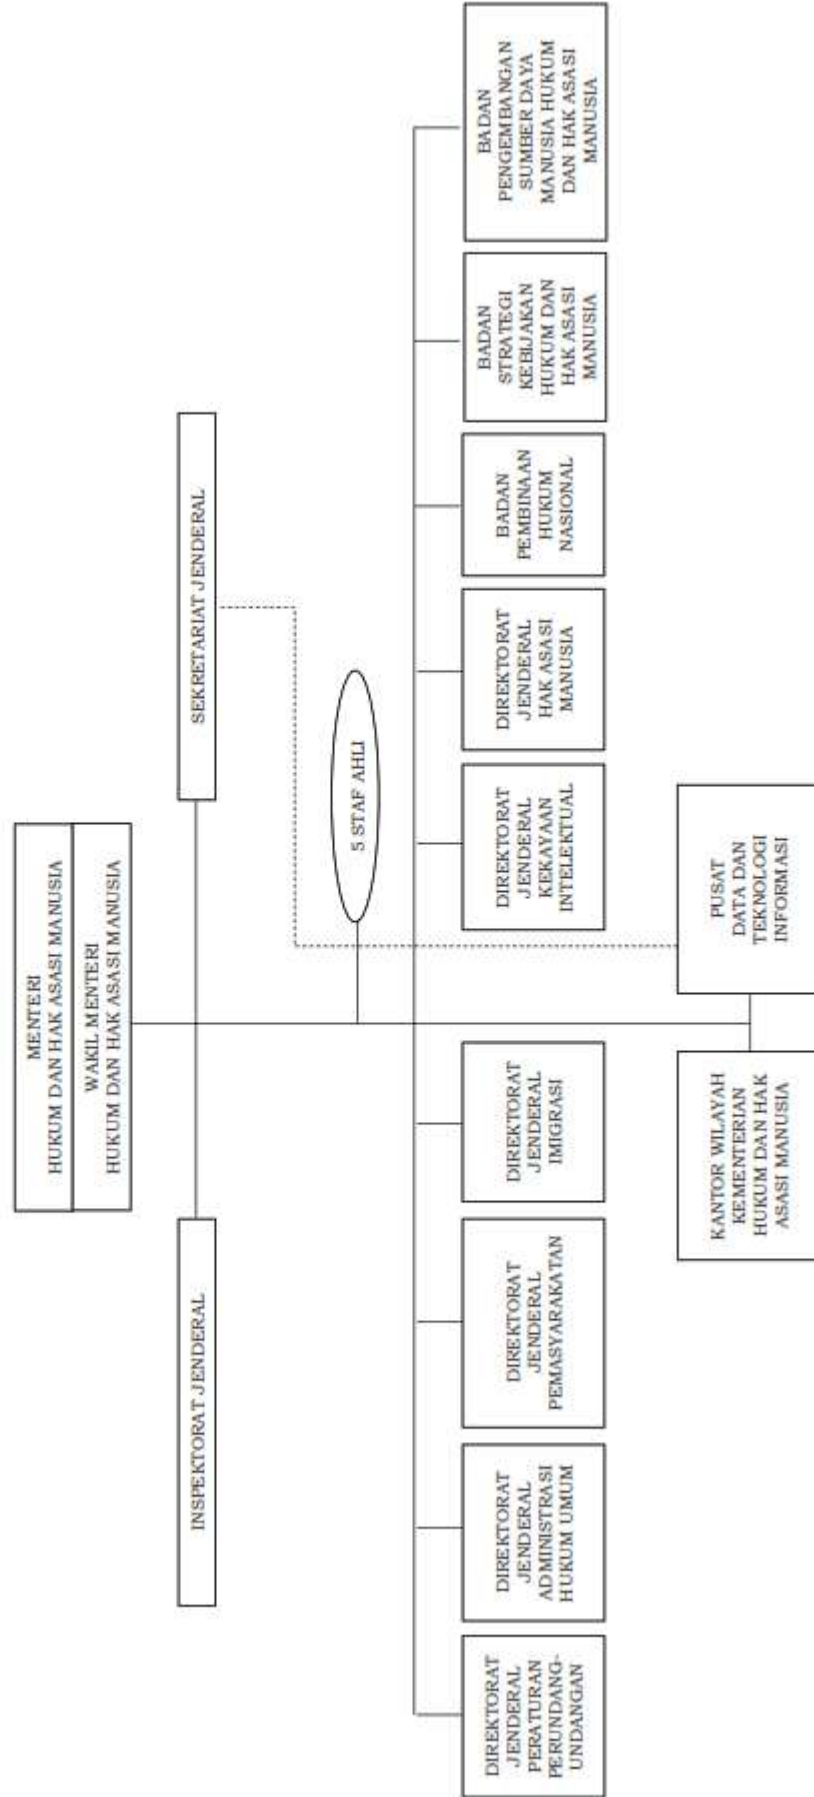 MENTERI
HUKUM DAN HAK ASASI MANUSIA
WAKIL MENTERI
HUKUM DAN HAK ASASI MANUSIA
INSPEKTORAT JENDERAL
SEKRETARIAT JENDERAL
5 STAF AHLI
DIREKTORAT
JENDERAL
PERATURAN
PERUNDANG-
UNDANGAN
DIREKTORAT
JENDERAL
ADMINISTRASI
HUKUM UMUM
DIREKTORAT
JENDERAL
PEMASYARAKATAN
DIREKTORAT
JENDERAL
IMIGRASI
DIREKTORAT
JENDERAL
KEKAYAAN
INTELEKTUAL
DIREKTORAT
JENDERAL
HAK ASASI
MANUSIA
BADAN
PEMBINAAN
HUKUM
NASIONAL
BADAN
STRATEGI
KEBIJAKAN
HUKUM DAN
HAK ASASI
MANUSIA
BADAN
PENGEMBANGAN
SUMBER DAYA
MANUSIA HUKUM
DAN HAK ASASI
MANUSIA
KANTOR WILAYAH
KEMENTERIAN
HUKUM DAN HAK
ASASI MANUSIA
PUSAT
DATA DAN
TEKNOLOGI
INFORMASI